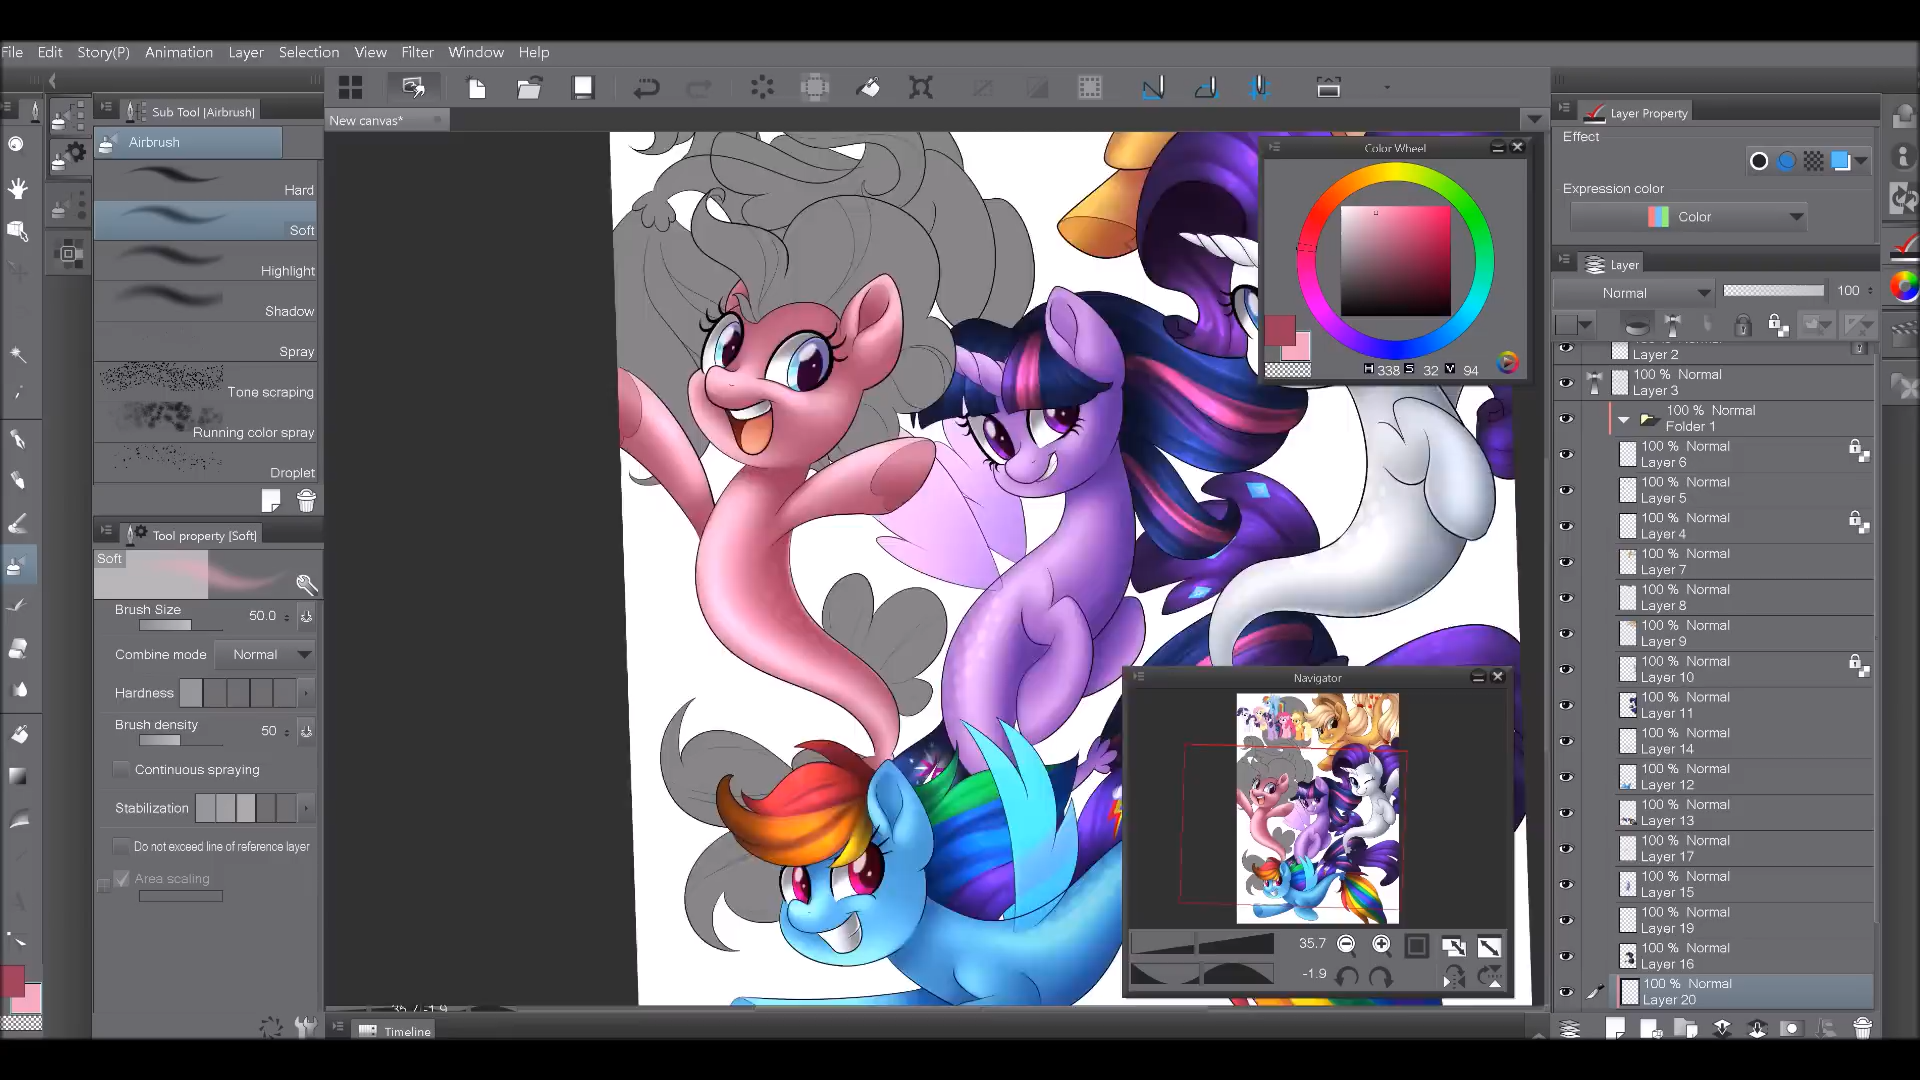 File Edit Story(P) Animation Layer Selection View Filter Window Help
Sub Tool [Airbrush]
Airbrush
Hard
Soft
Highlight
Shadow
Spray
Tone scraping
Running color spray
Droplet
Tool property [Soft]
Soft
Brush Size 50.0
Combine mode Normal
Hardness
Brush density 50
Continuous spraying
Stabilization
Do not exceed line of reference layer
Area scaling
New canvas*
Color Wheel
H 338 S 32 V 94
Navigator
35.7
-1.9
Timeline
Layer Property
Effect
Expression color
Color
Layer
Normal 100
Layer 2
100 % Normal
Layer 3
100 % Normal
Folder 1
100 % Normal
Layer 6
100 % Normal
Layer 5
100 % Normal
Layer 4
100 % Normal
Layer 7
100 % Normal
Layer 8
100 % Normal
Layer 9
100 % Normal
Layer 10
100 % Normal
Layer 11
100 % Normal
Layer 14
100 % Normal
Layer 12
100 % Normal
Layer 13
100 % Normal
Layer 17
100 % Normal
Layer 15
100 % Normal
Layer 19
100 % Normal
Layer 16
100 % Normal
Layer 20